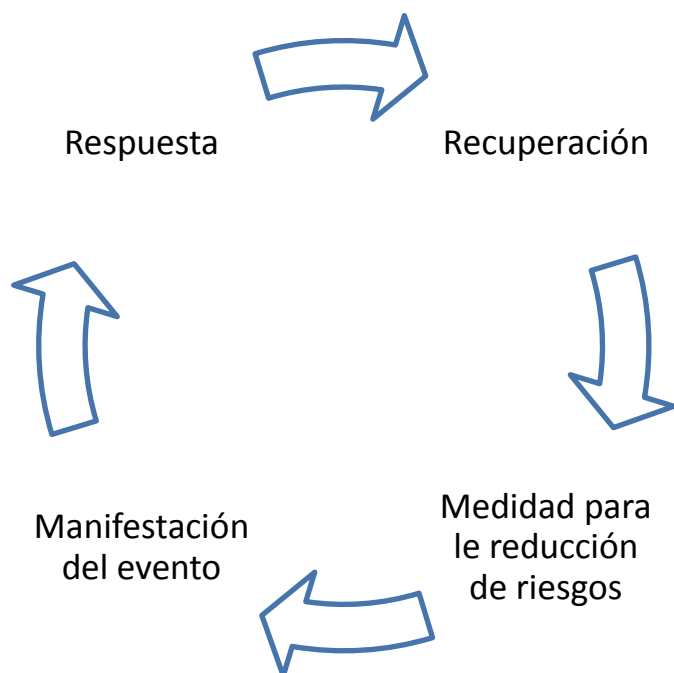 Respuesta
Recuperación
Manifestación
del evento
Medidad para
le reducción
de riesgos